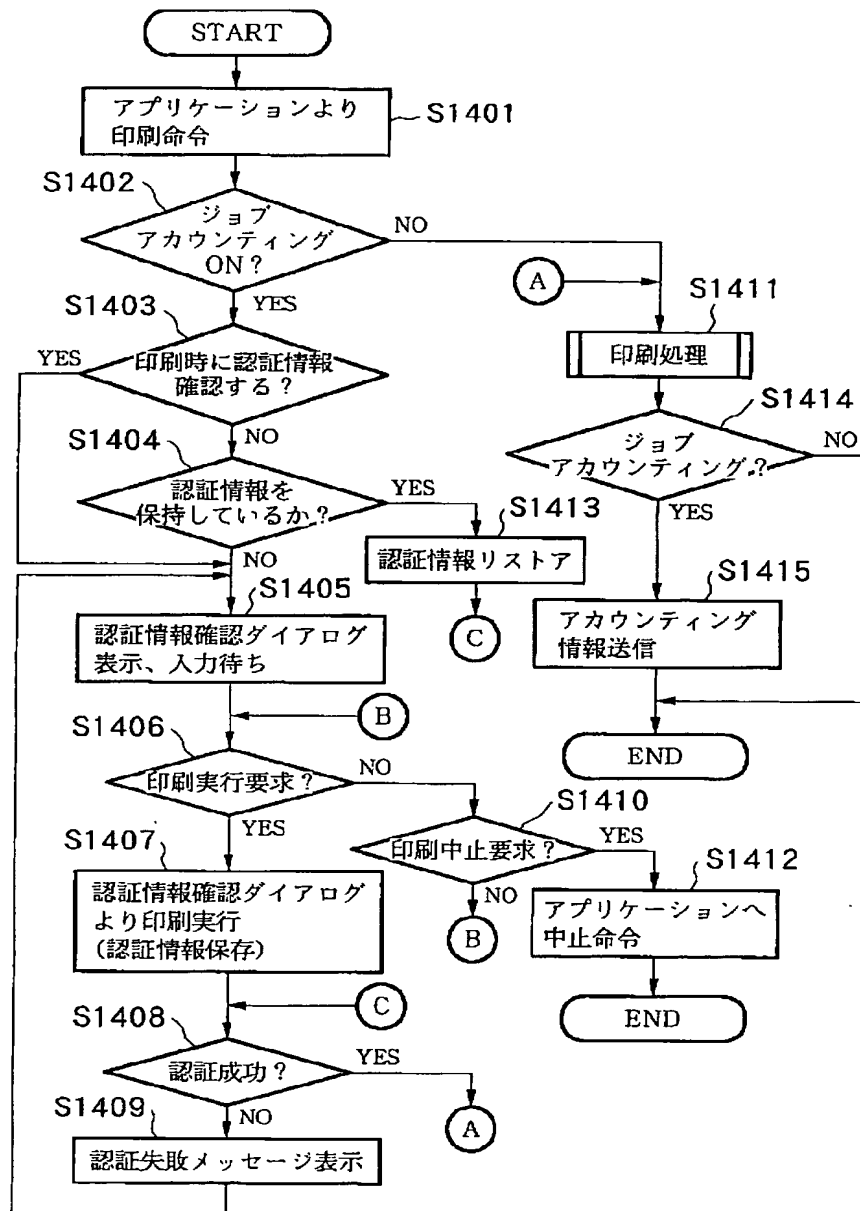 START
アプリケーションより
印刷命令
S1401
S1402
ジョブ
アカウンティング
ON?
NO
YES
A
S1403
印刷時に認証情報
確認する?
YES
NO
S1411
印刷処理
S1404
認証情報を
保持しているか?
YES
NO
S1413
認証情報リストア
C
S1414
ジョブ
アカウンティング?
NO
YES
S1405
認証情報確認ダイアログ
表示、入力待ち
S1415
アカウンティング
情報送信
END
B
S1406
印刷実行要求?
NO
YES
S1410
印刷中止要求?
YES
NO
B
S1407
認証情報確認ダイアログ
より印刷実行
(認証情報保存)
S1412
アプリケーションへ
中止命令
END
C
S1408
認証成功?
YES
NO
A
S1409
認証失敗メッセージ表示